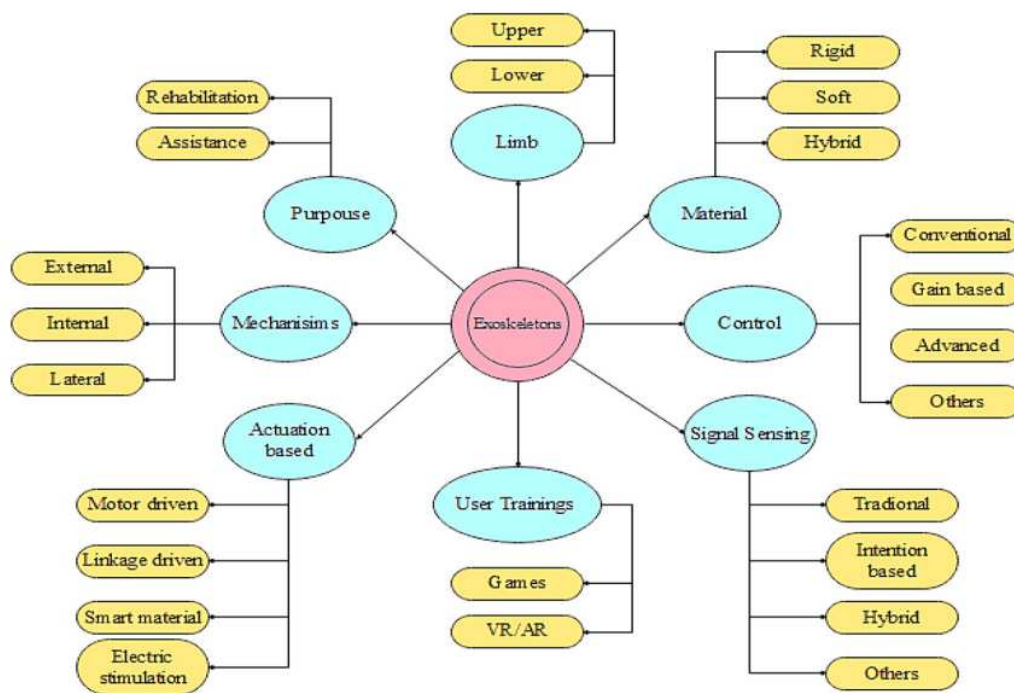 Upper
Lower
Limb
Rigid
Soft
Hybrid
Material
Rehabilitation
Assistance
Purpouse
Conventional
Gain based
Advanced
Others
Control
External
Internal
Lateral
Mechanisims
Exoskeletons
Actuation
based
Motor driven
Linkage driven
Smart material
Electric
stimulation
User Trainings
Games
VR/AR
Signal Sensing
Tradional
Intention
based
Hybrid
Others